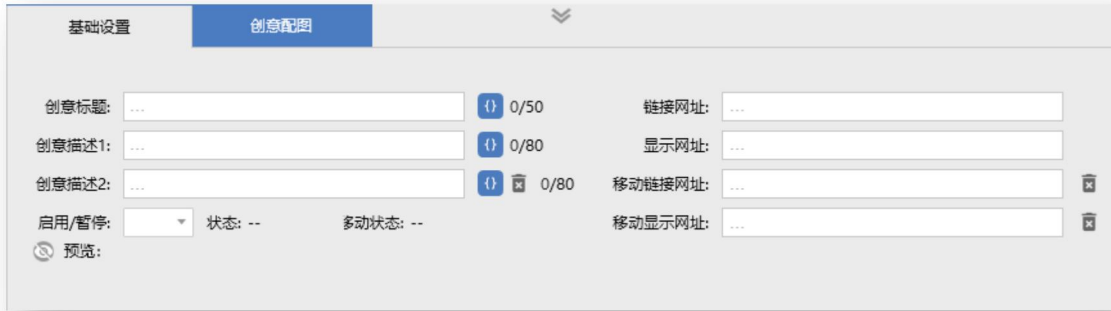 基础设置 创意配图
创意标题: ... {} 0/50 链接网址: ...
创意描述1: ... {} 0/80 显示网址: ...
创意描述2: ... {} 0/80 移动链接网址: ...
启用/暂停: 状态: -- 多动状态: -- 移动显示网址: ...
预览: